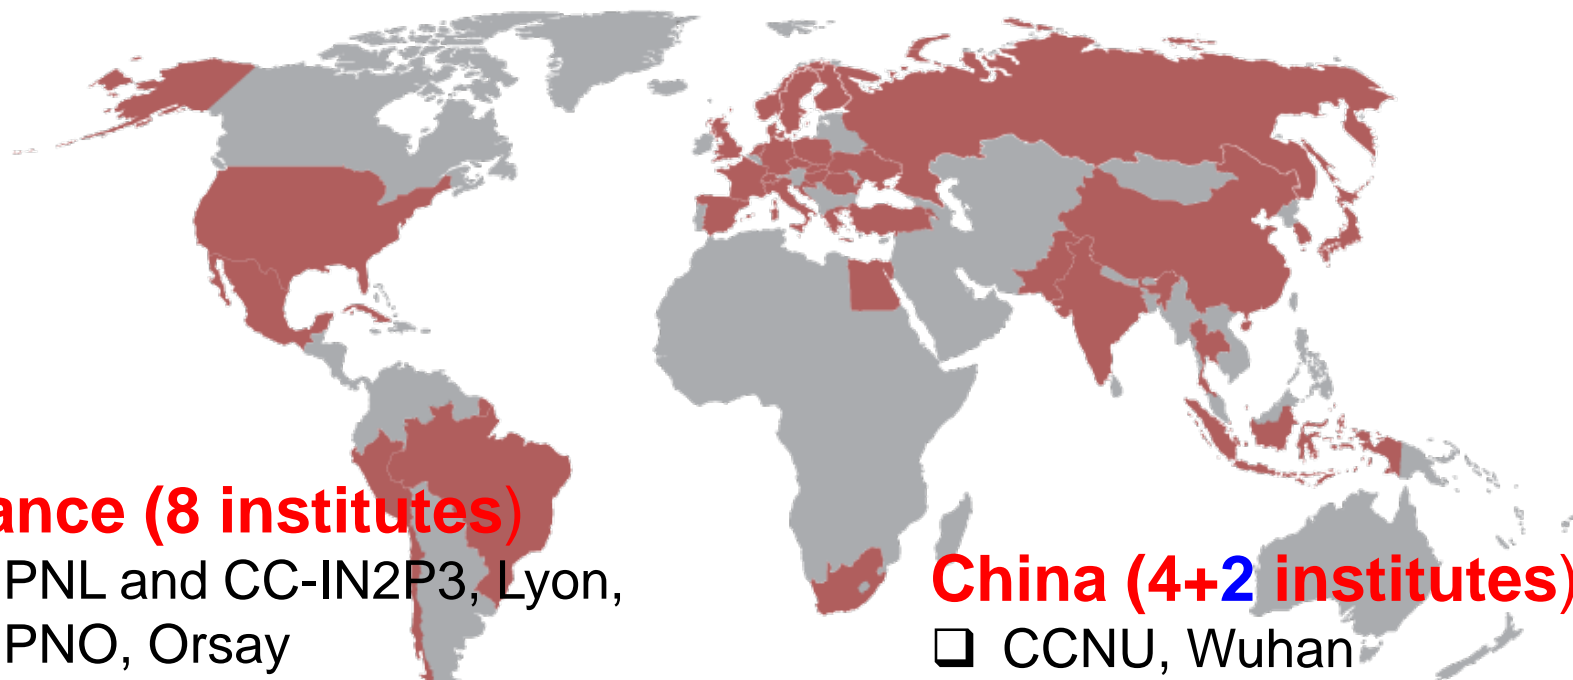 ance (8 institutes)
PNL and CC-IN2P3, Lyon,
PNO, Orsay
China (4+2 institutes)
❑ CCNU, Wuhan